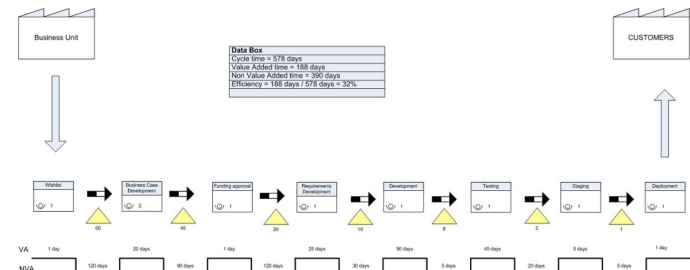 Business Unit
CUSTOMERS
Data Box
Cycle time = 578 days
Value Added time = 188 days
Non Value Added time = 390 days
Efficiency = 188 days / 578 days = 32%
Wishlist
1
Business Case
Development
2
Funding approval
1
Requirements
Development
1
Development
1
Testing
1
Staging
1
Deployment
1
60
45
20
10
8
2
1
VA
1 day
20 days
1 day
25 days
90 days
45 days
5 days
1 day
NVA
120 days
90 days
120 days
30 days
5 days
20 days
5 days